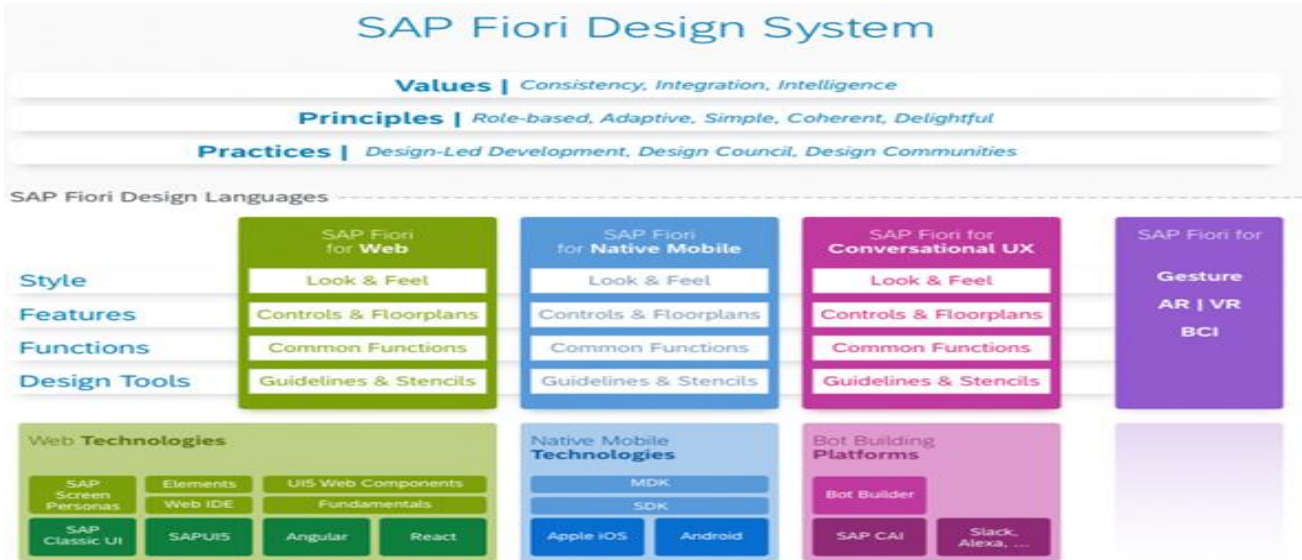 SAP Fiori Design System
Values | Consistency, Integration, Intelligence
Principles | Role-based, Adaptive, Simple, Coherent, Delightful
Practices | Design-Led Development, Design Council, Design Communities
SAP Fiori Design Languages
SAP Fiori
for Web
SAP Fiori
for Native Mobile
SAP Fiori for
Conversational UX
SAP Fiori for
Gesture
AR | VR
BCI
Style
Look & Feel
Look & Feel
Look & Feel
Features
Controls & Floorplans
Controls & Floorplans
Controls & Floorplans
Functions
Common Functions
Common Functions
Common Functions
Design Tools
Guidelines & Stencils
Guidelines & Stencils
Guidelines & Stencils
Web Technologies
SAP
Screen
Personas
Elements
Web IDE
UI5 Web Components
Fundamentals
SAP
Classic UI
SAPUI5
Angular
React
Native Mobile
Technologies
MDK
SDK
Apple iOS
Android
Bot Building
Platforms
Bot Builder
SAP CAI
Slack,
Alexa, ...